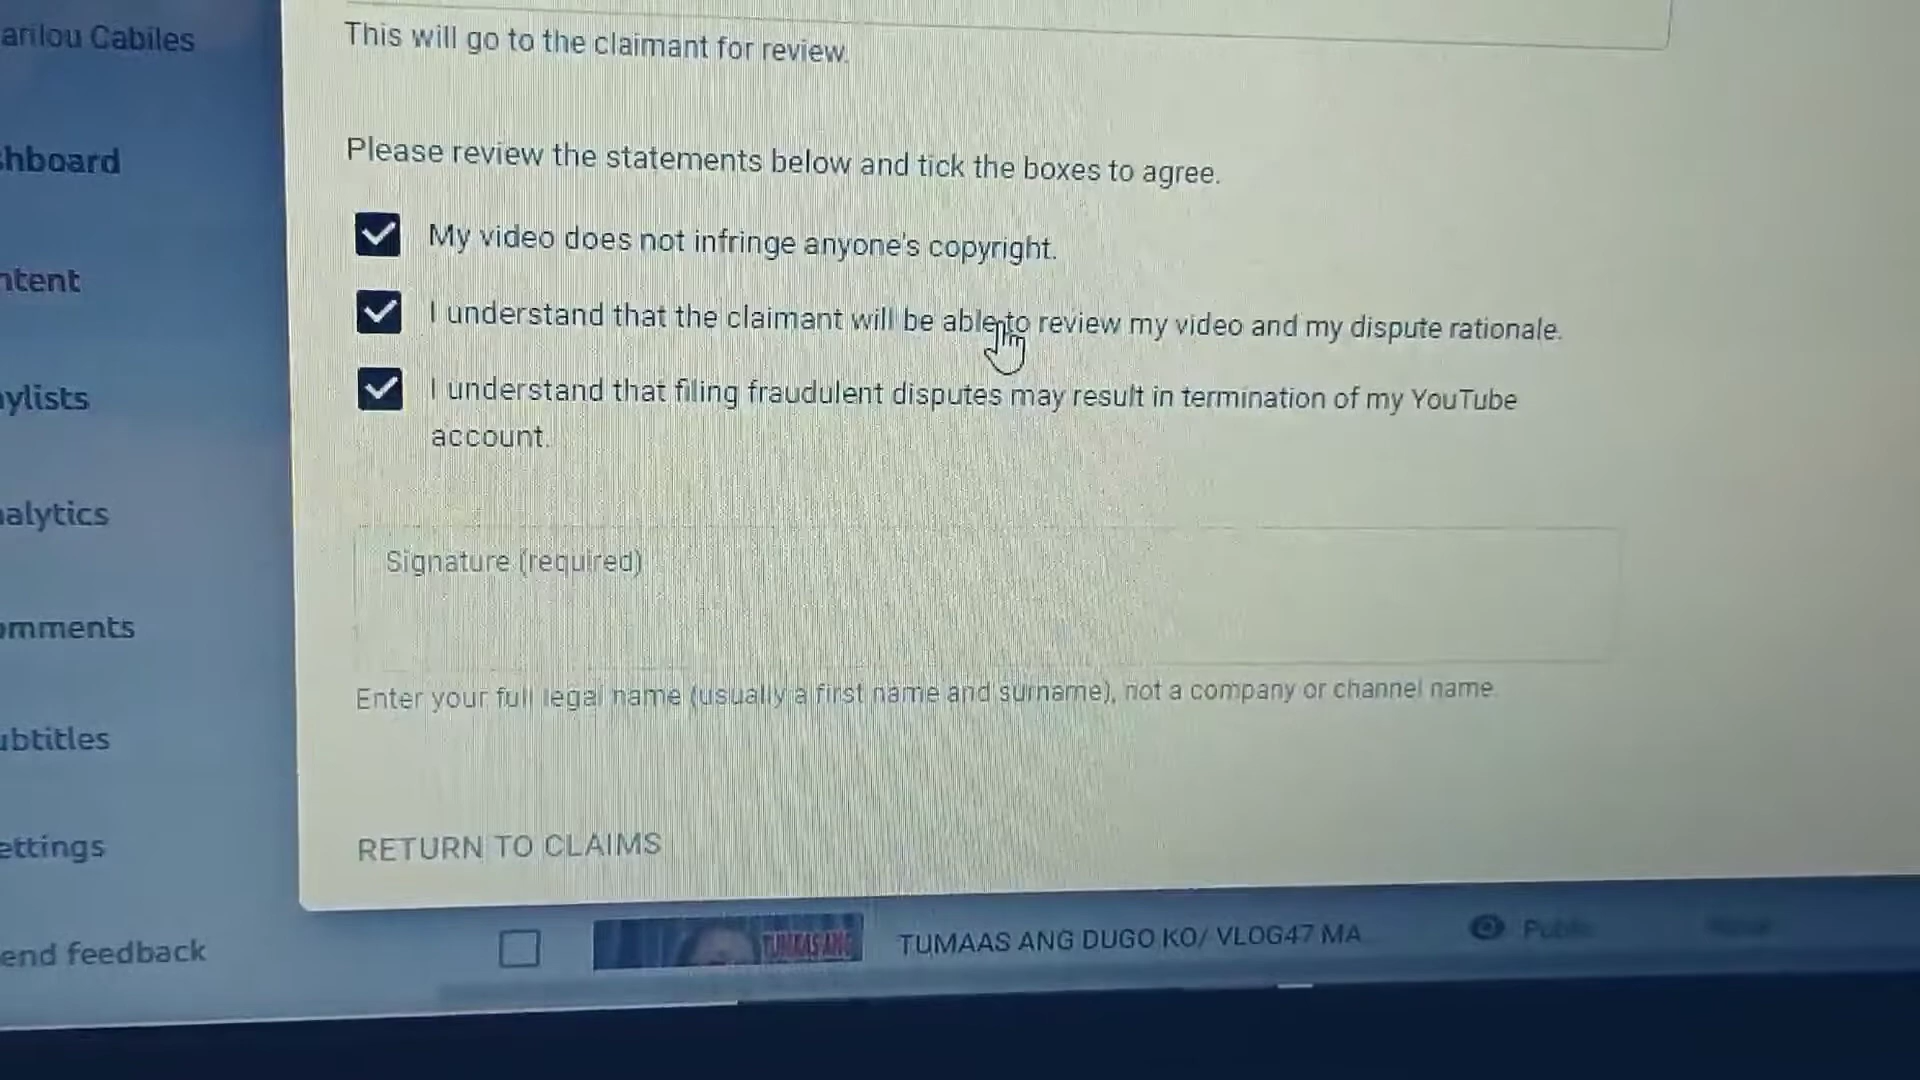 arilou Cabiles
This will go to the claimant for review.
hboard
Please review the statements below and tick the boxes to agree.
ntent
My video does not infringe anyone's copyright.
I understand that the claimant will be able to review my video and my dispute rationale.
ylists
I understand that filing fraudulent disputes may result in termination of my YouTube
account.
alytics
Signature (required)
omments
Enter your full legal name (usually a first name and surname), not a company or channel name.
ubtitles
RETURN TO CLAIMS
ettings
end feedback
TUMAAS ANG
TUMAAS ANG DUGO KO/ VLOG47 MA
Public